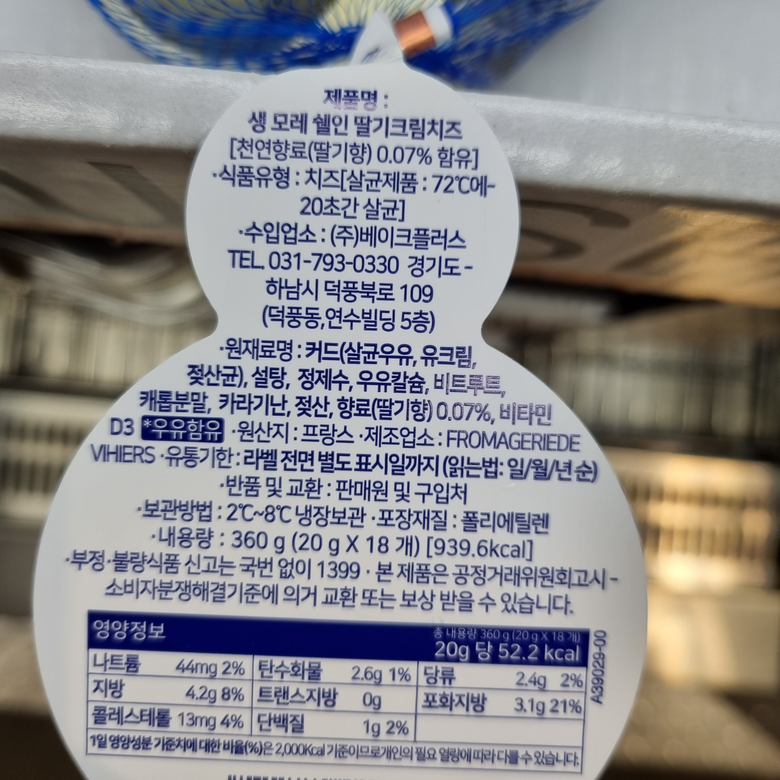 제품명 :
생 모레 쉘인 딸기크림치즈
[천연향료(딸기향) 0.07% 함유]
·식품유형 : 치즈[살균제품 : 72℃에-
20초간 살균]
·수입업소 : (주)베이크플러스
TEL. 031-793-0330 경기도-
하남시 덕풍북로 109
(덕풍동,연수빌딩 5층)
·원재료명 : 커드(살균우유, 유크림,
젖산균), 설탕, 정제수, 우유칼슘, 비트루트,
캐롭분말, 카라기난, 젖산, 향료(딸기향) 0.07%, 비타민
D3 *우유함유 ·원산지 : 프랑스 ·제조업소 : FROMAGERIEDE
VIHIERS ·유통기한 : 라벨 전면 별도 표시일까지 (읽는법: 일/월/년 순)
·반품 및 교환 : 판매원 및 구입처
·보관방법 : 2℃~8℃ 냉장보관 ·포장재질 : 폴리에틸렌
·내용량 : 360 g (20 g X 18 개) [939.6kcal]
·부정·불량식품 신고는 국번 없이 1399 · 본 제품은 공정거래위원회고시-
소비자분쟁해결기준에 의거 교환 또는 보상 받을 수 있습니다.
영양정보 총 내용량 360 g (20 g X 18 개)
20g 당 52.2 kcal
나트륨 44mg 2% 탄수화물 2.6g 1% 당류 2.4g 2%
지방 4.2g 8% 트랜스지방 0g 포화지방 3.1g 21%
콜레스테롤 13mg 4% 단백질 1g 2%
1일 영양성분 기준치에 대한 비율(%)은 2,000Kcal 기준이므로 개인의 필요 열량에 따라 다를 수 있습니다.
A39029-00